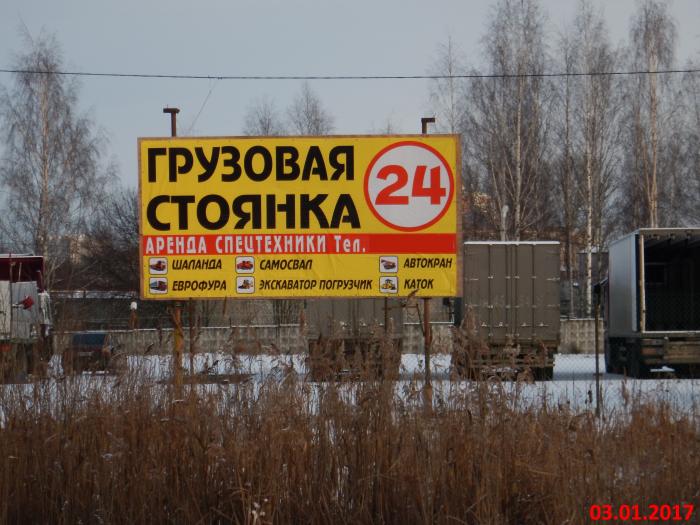 ГРУЗОВАЯ
СТОЯНКА
24
АРЕНДА СПЕЦТЕХНИКИ Тел.
ШАЛАНДА САМОСВАЛ АВТОКРАН
ЕВРОФУРА ЭКСКАВАТОР ПОГРУЗЧИК КАТОК
03.01.2017